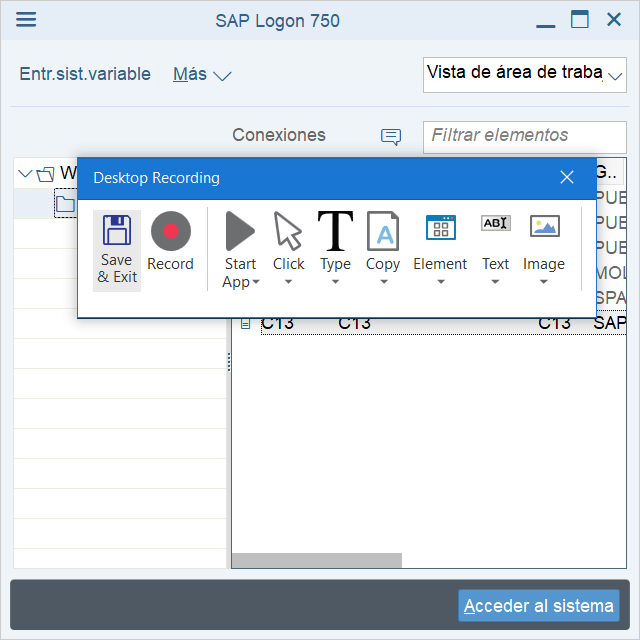 SAP Logon 750
Entr.sist.variable Más Vista de área de traba
Conexiones Filtrar elementos
W G..
Desktop Recording
PUE
PUE
PUE
MOL
SPA
Save & Exit
Record
Start App
Click
Type
Copy
A
Element
ABI
Text
Image
C13 C13 C13 SAP
Acceder al sistema